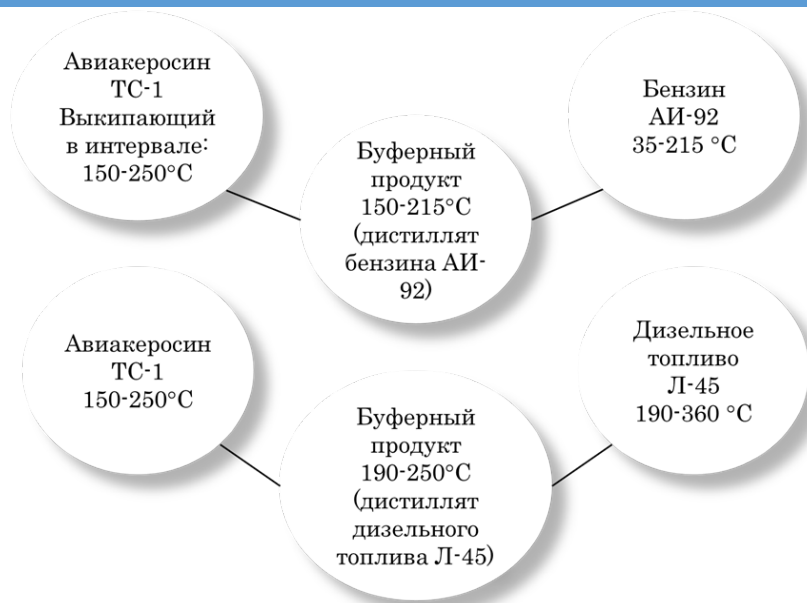 Авиакеросин
ТС-1
Выкипающий
в интервале:
150-250°С
Буферный
продукт
150-215°С
(дистиллят
бензина АИ-
92)
Бензин
АИ-92
35-215 °С
Авиакеросин
ТС-1
150-250°С
Буферный
продукт
190-250°С
(дистиллят
дизельного
топлива Л-45)
Дизельное
топливо
Л-45
190-360 °С